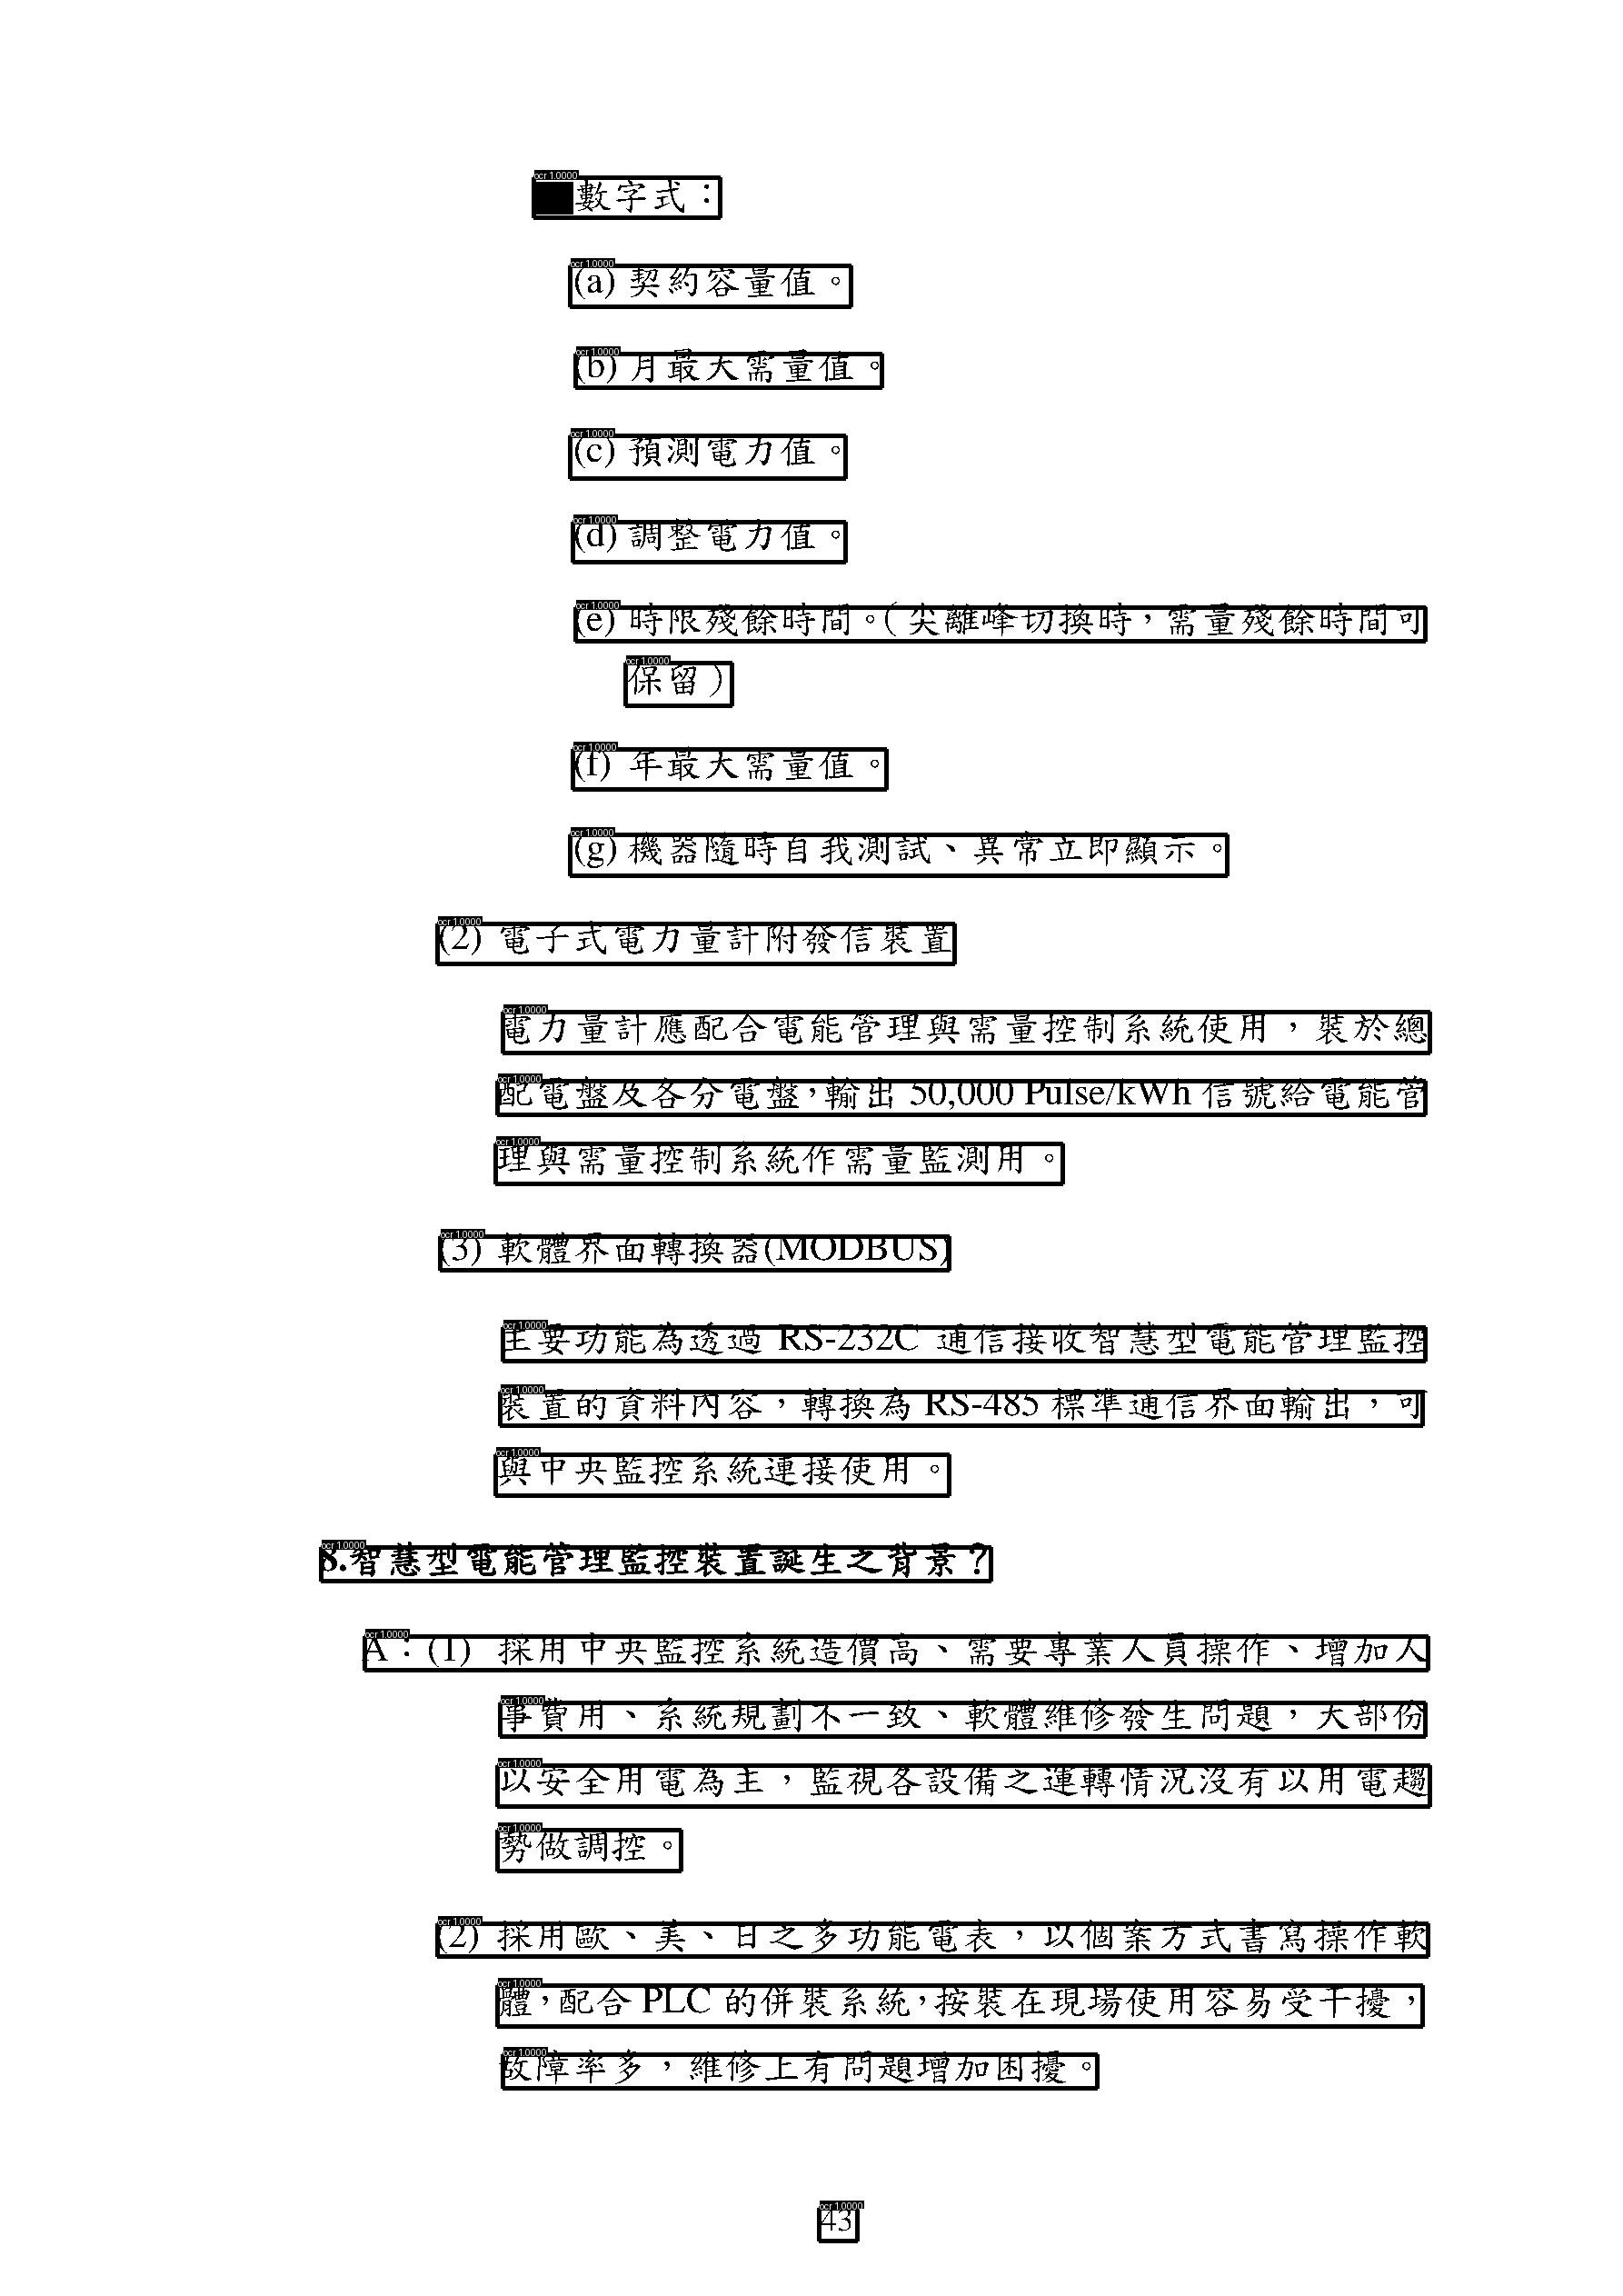 數字式：
(a) 契約容量值。
(b) 月最大需量值。
(c) 預測電力值。
(d) 調整電力值。
(e) 時限殘餘時間。（尖離峰切換時，需量殘餘時間可
保留）
(f) 年最大需量值。
(g) 機器隨時自我測試、異常立即顯示。
(2) 電子式電力量計附發信裝置
電力量計應配合電能管理與需量控制系統使用，裝於總
配電盤及各分電盤，輸出 50,000 Pulse/kWh 信號給電能管
理與需量控制系統作需量監測用。
(3) 軟體界面轉換器(MODBUS)
主要功能為透過 RS-232C 通信接收智慧型電能管理監控
裝置的資料內容，轉換為 RS-485 標準通信界面輸出，可
與中央監控系統連接使用。
8.智慧型電能管理監控裝置誕生之背景？
A：(1) 採用中央監控系統造價高、需要專業人員操作、增加人
事費用、系統規劃不一致、軟體維修發生問題，大部份
以安全用電為主，監視各設備之運轉情況沒有以用電趨
勢做調控。
(2) 採用歐、美、日之多功能電表，以個案方式書寫操作軟
體，配合 PLC 的併裝系統，按裝在現場使用容易受干擾，
故障率多，維修上有問題增加困擾。
43